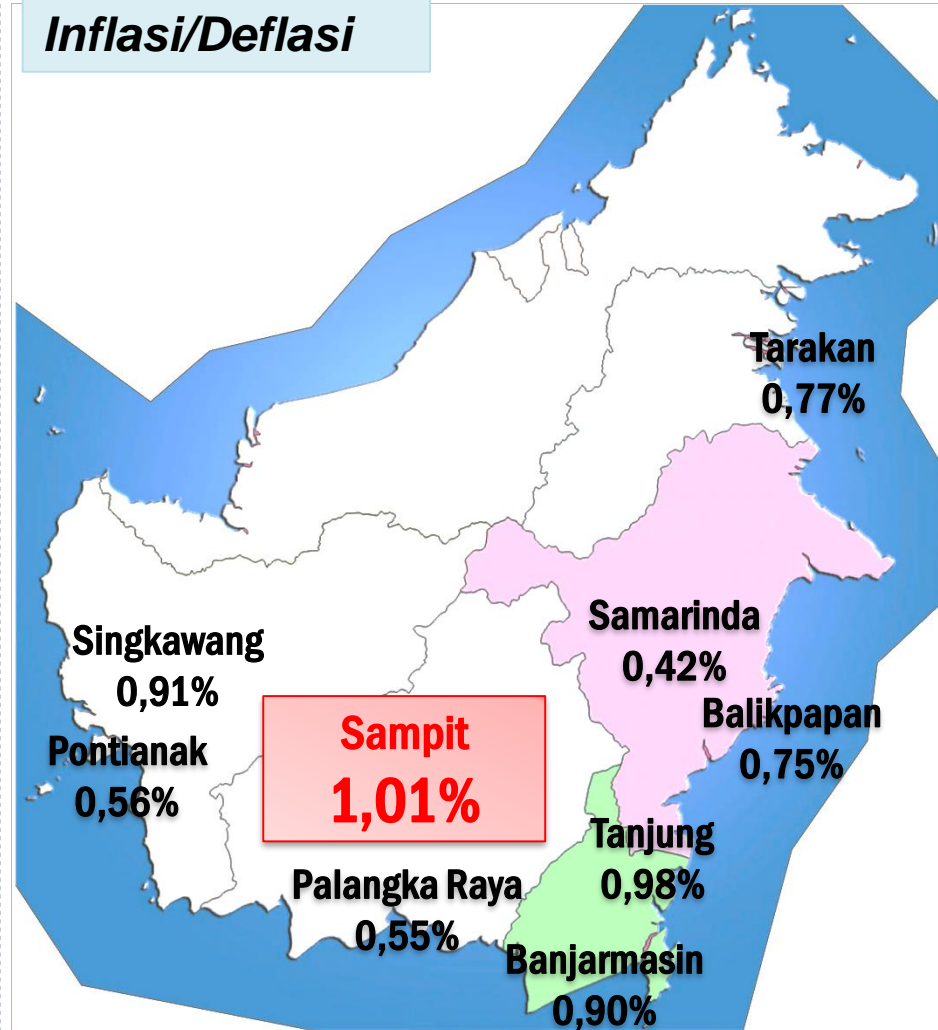 Inflasi/Deflasi
Tarakan
0,77%
Samarinda
0,42%
Singkawang
0,91%
Balikpapan
0,75%
Sampit
1,01%
Pontianak
0,56%
Tanjung
0,98%
Palangka Raya
0,55%
Banjarmasin
0,90%